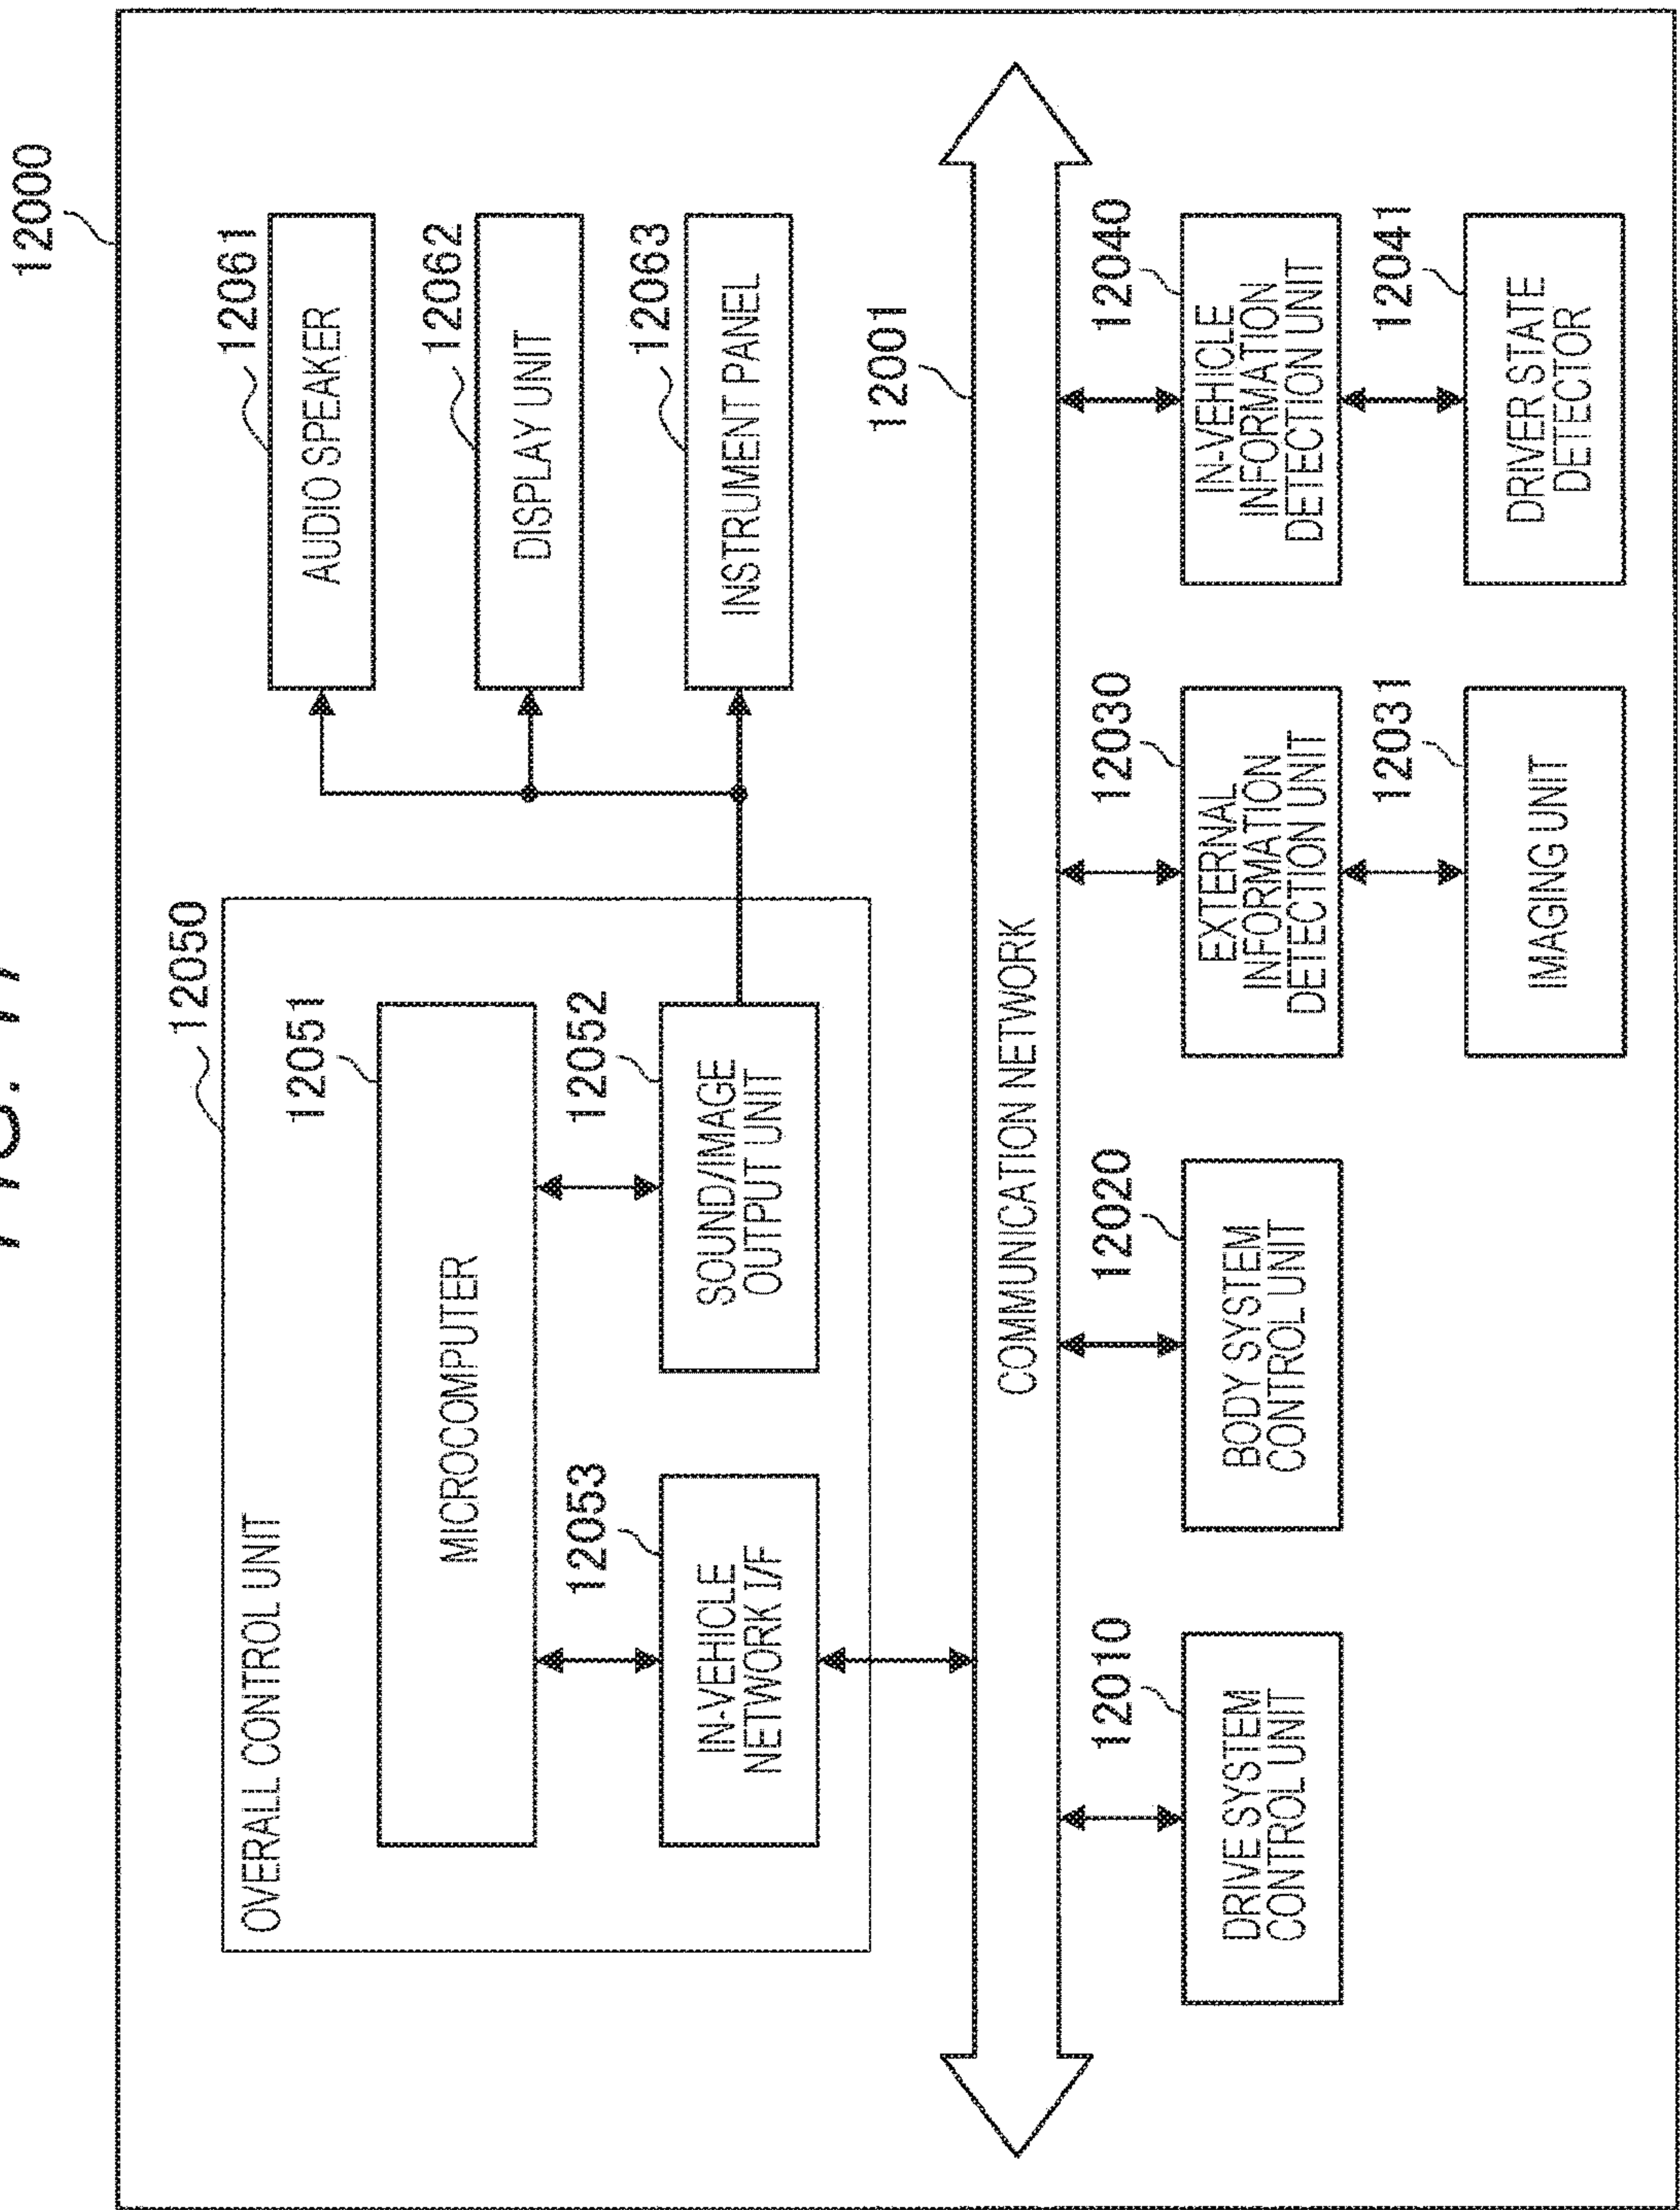 FIG.
12000
12050
OVERALL CONTROL UNIT
12051
MICROCOMPUTER
12053
IN-VEHICLE
NETWORK I/F
12052
SOUND/IMAGE
OUTPUT UNIT
12061
AUDIO SPEAKER
12062
DISPLAY UNIT
12063
INSTRUMENT PANEL
12001
COMMUNICATION NETWORK
12010
DRIVE SYSTEM
CONTROL UNIT
12020
BODY SYSTEM
CONTROL UNIT
12030
EXTERNAL
INFORMATION
DETECTION UNIT
12040
IN-VEHICLE
INFORMATION
DETECTION UNIT
12031
IMAGING UNIT
12041
DRIVER STATE
DETECTOR